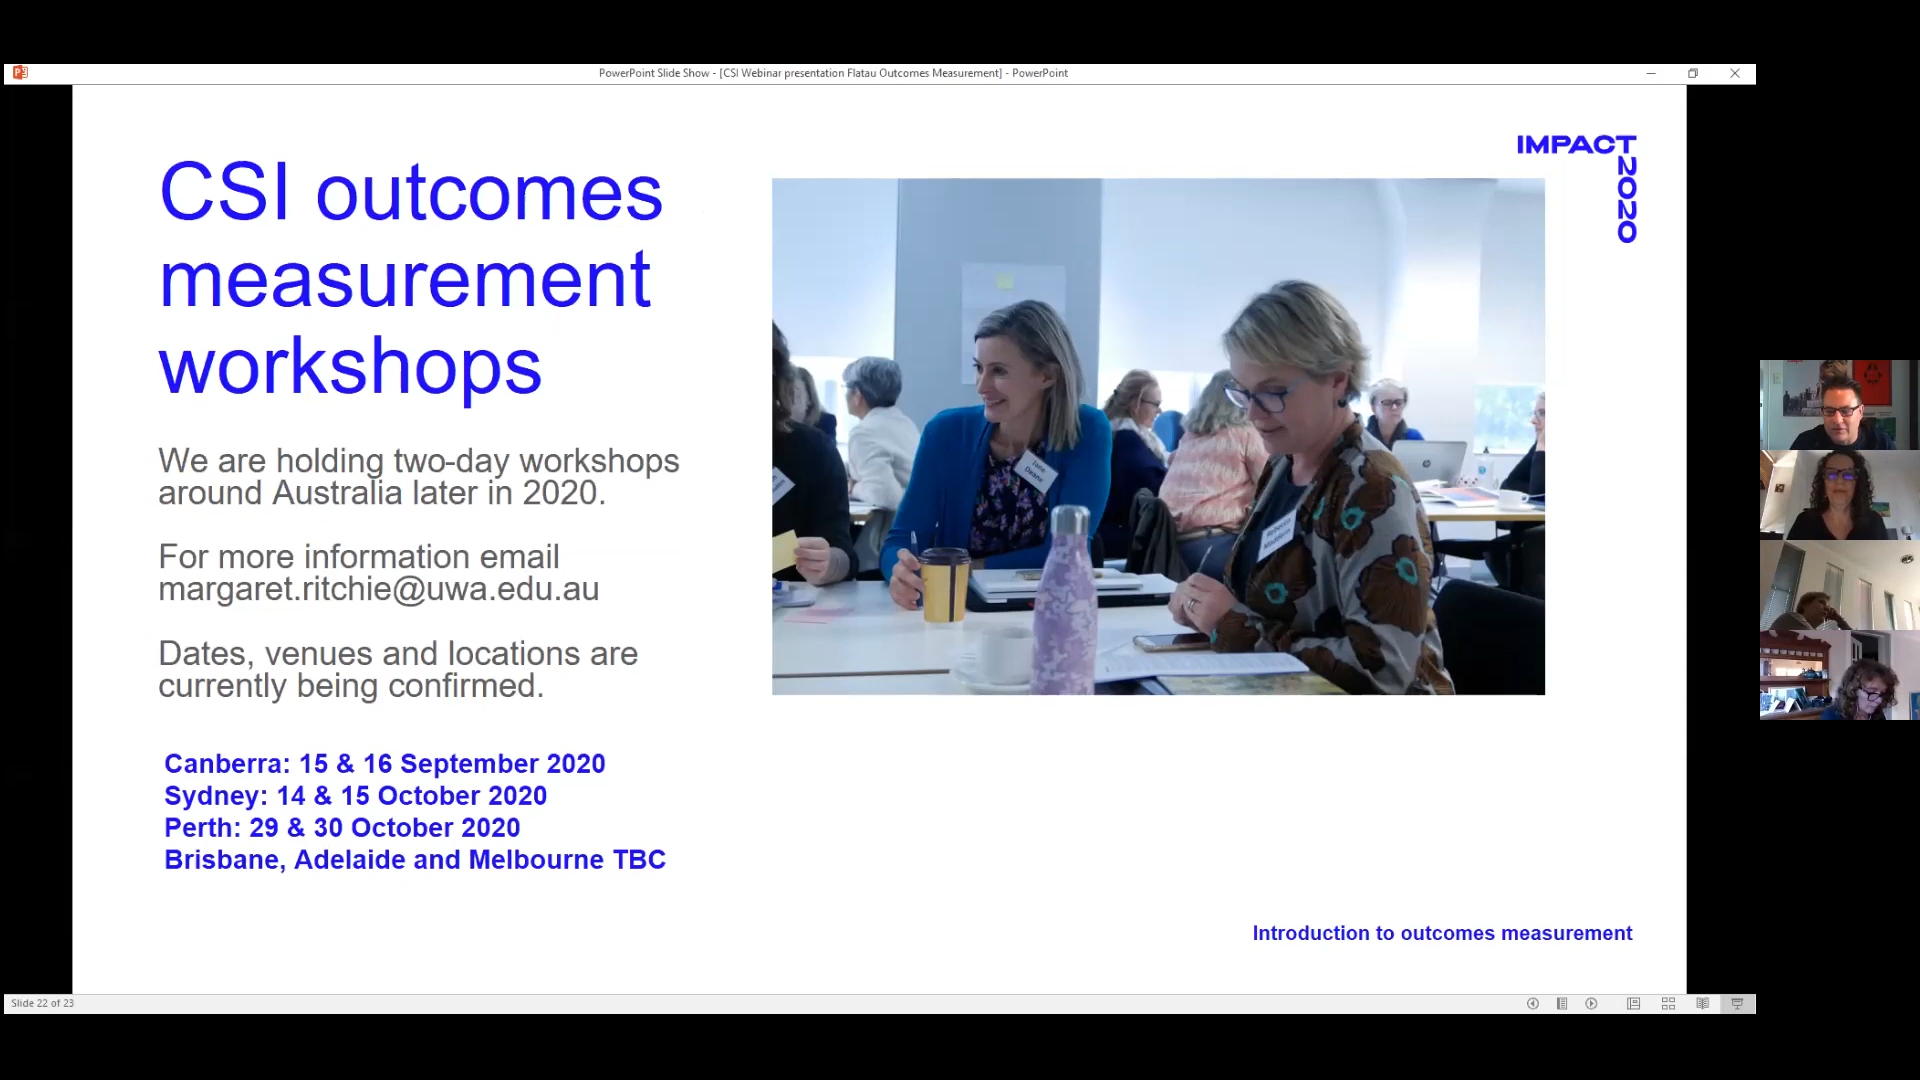 PowerPoint Slide Show - [CSI Webinar presentation Flatau Outcomes Measurement] - PowerPoint
IMPACT
2020
CSI outcomes
measurement
workshops
We are holding two-day workshops
around Australia later in 2020.
For more information email
margaret.ritchie@uwa.edu.au
Dates, venues and locations are
currently being confirmed.
Jane
Deane
Rebecca
Canberra: 15 & 16 September 2020
Sydney: 14 & 15 October 2020
Perth: 29 & 30 October 2020
Brisbane, Adelaide and Melbourne TBC
Introduction to outcomes measurement
Slide 22 of 23